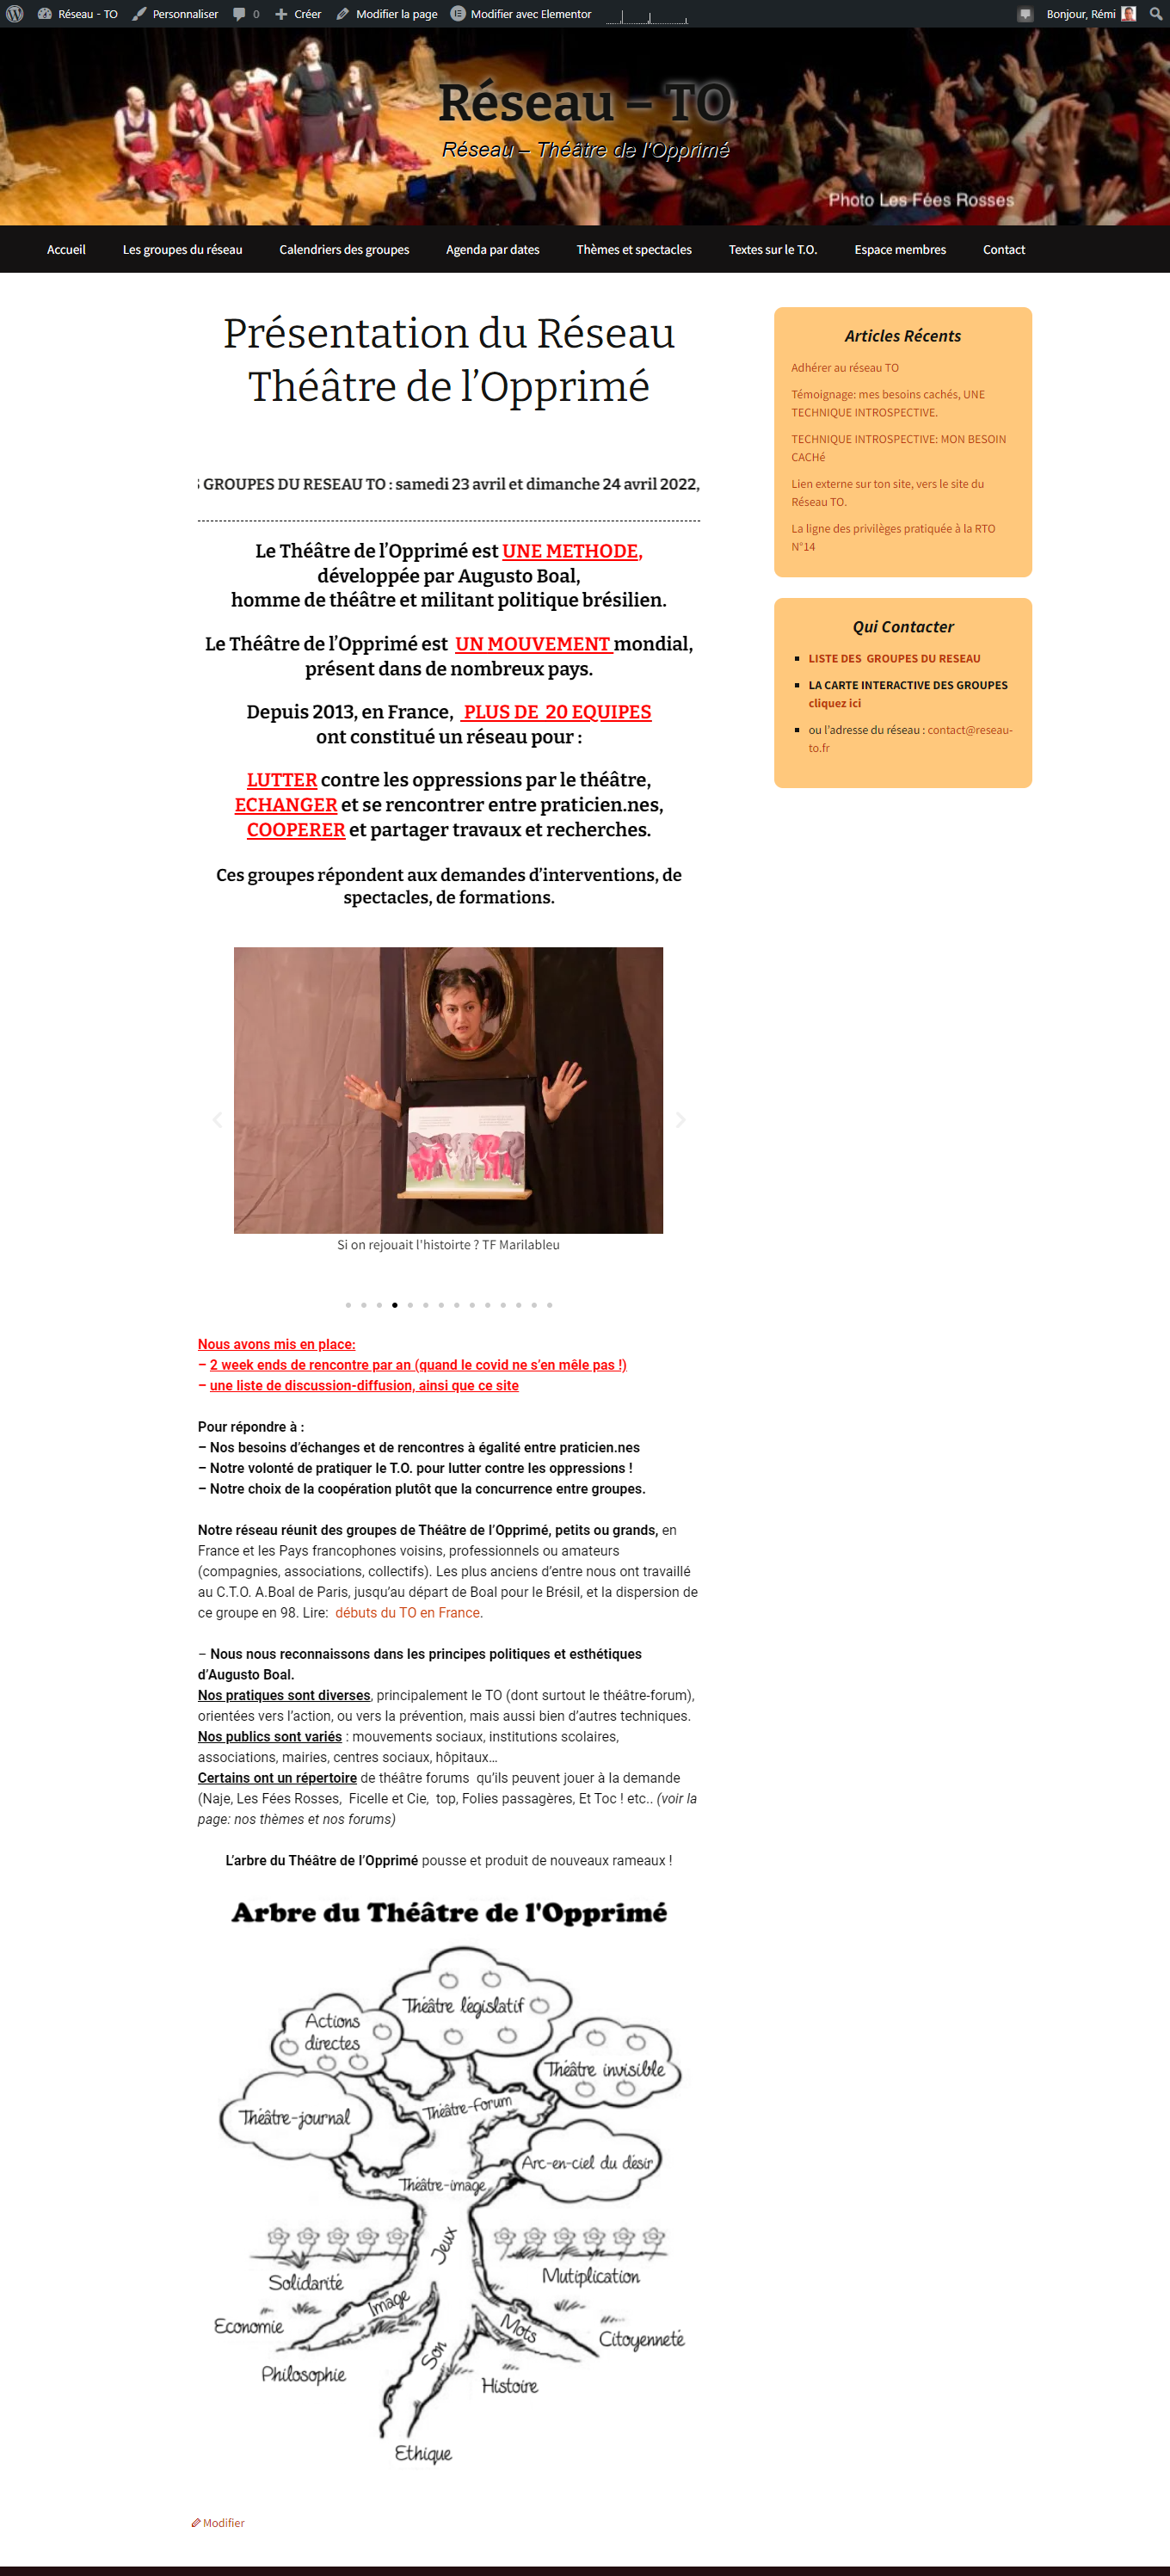 Réseau - TO Personnaliser 0 Créer Modifier la page Modifier avec Elementor Bonjour, Rémi
Réseau – TO
Réseau – Théâtre de l'Opprimé
Photo Les Fées Rosses
Accueil Les groupes du réseau Calendriers des groupes Agenda par dates Thèmes et spectacles Textes sur le T.O. Espace membres Contact
Présentation du Réseau
Théâtre de l’Opprimé
GROUPES DU RESEAU TO : samedi 23 avril et dimanche 24 avril 2022,
Le Théâtre de l’Opprimé est UNE METHODE,
développée par Augusto Boal,
homme de théâtre et militant politique brésilien.
Le Théâtre de l’Opprimé est UN MOUVEMENT mondial,
présent dans de nombreux pays.
Depuis 2013, en France, PLUS DE 20 EQUIPES
ont constitué un réseau pour :
LUTTER contre les oppressions par le théâtre,
ECHANGER et se rencontrer entre praticien.nes,
COOPERER et partager travaux et recherches.
Ces groupes répondent aux demandes d’interventions, de
spectacles, de formations.
Si on rejouait l'histoirte ? TF Marilableu
Nous avons mis en place:
– 2 week ends de rencontre par an (quand le covid ne s’en mêle pas !)
– une liste de discussion-diffusion, ainsi que ce site
Pour répondre à :
– Nos besoins d’échanges et de rencontres à égalité entre praticien.nes
– Notre volonté de pratiquer le T.O. pour lutter contre les oppressions !
– Notre choix de la coopération plutôt que la concurrence entre groupes.
Notre réseau réunit des groupes de Théâtre de l’Opprimé, petits ou grands, en
France et les Pays francophones voisins, professionnels ou amateurs
(compagnies, associations, collectifs). Les plus anciens d’entre nous ont travaillé
au C.T.O. A.Boal de Paris, jusqu’au départ de Boal pour le Brésil, et la dispersion de
ce groupe en 98. Lire: débuts du TO en France.
– Nous nous reconnaissons dans les principes politiques et esthétiques
d’Augusto Boal.
Nos pratiques sont diverses, principalement le TO (dont surtout le théâtre-forum),
orientées vers l’action, ou vers la prévention, mais aussi bien d’autres techniques.
Nos publics sont variés : mouvements sociaux, institutions scolaires,
associations, mairies, centres sociaux, hôpitaux…
Certains ont un répertoire de théâtre forums qu’ils peuvent jouer à la demande
(Naje, Les Fées Rosses, Ficelle et Cie, top, Folies passagères, Et Toc ! etc.. (voir la
page: nos thèmes et nos forums)
L’arbre du Théâtre de l’Opprimé pousse et produit de nouveaux rameaux !
Arbre du Théâtre de l'Opprimé
Théâtre législatif
Actions
directes
Théâtre invisible
Théâtre-journal
Théâtre-forum
Arc-en-ciel du désir
Théâtre-image
Jeux
Solidarité
Mutiplication
Image
Economie
Mots
Citoyenneté
Son
Philosophie
Histoire
Ethique
Modifier
Articles Récents
Adhérer au réseau TO
Témoignage: mes besoins cachés, UNE
TECHNIQUE INTROSPECTIVE.
TECHNIQUE INTROSPECTIVE: MON BESOIN
CACHé
Lien externe sur ton site, vers le site du
Réseau TO.
La ligne des privilèges pratiquée à la RTO
N°14
Qui Contacter
LISTE DES GROUPES DU RESEAU
LA CARTE INTERACTIVE DES GROUPES
cliquez ici
ou l’adresse du réseau : contact@reseau-
to.fr